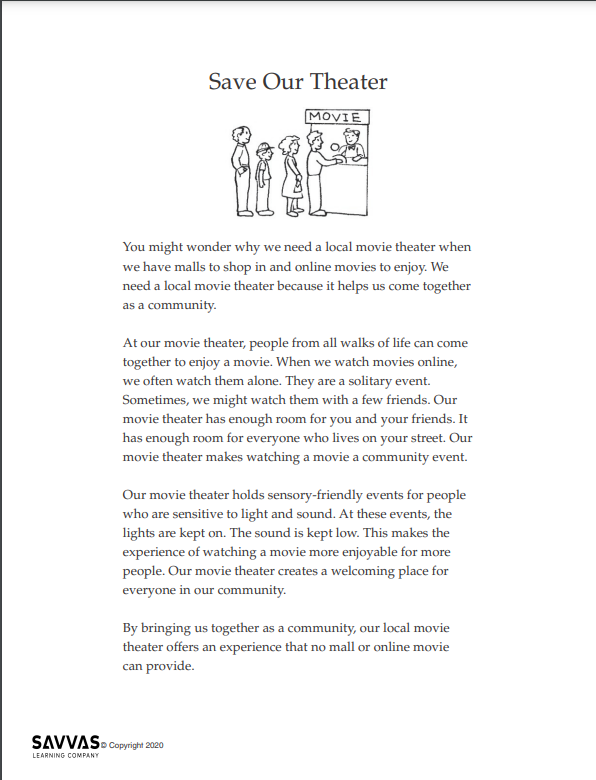 Save Our Theater
MOVIE
You might wonder why we need a local movie theater when
we have malls to shop in and online movies to enjoy. We
need a local movie theater because it helps us come together
as a community.
At our movie theater, people from all walks of life can come
together to enjoy a movie. When we watch movies online,
we often watch them alone. They are a solitary event.
Sometimes, we might watch them with a few friends. Our
movie theater has enough room for you and your friends. It
has enough room for everyone who lives on your street. Our
movie theater makes watching a movie a community event.
Our movie theater holds sensory-friendly events for people
who are sensitive to light and sound. At these events, the
lights are kept on. The sound is kept low. This makes the
experience of watching a movie more enjoyable for more
people. Our movie theater creates a welcoming place for
everyone in our community.
By bringing us together as a community, our local movie
theater offers an experience that no mall or online movie
can provide.
SAVVAS © Copyright 2020
LEARNING COMPANY